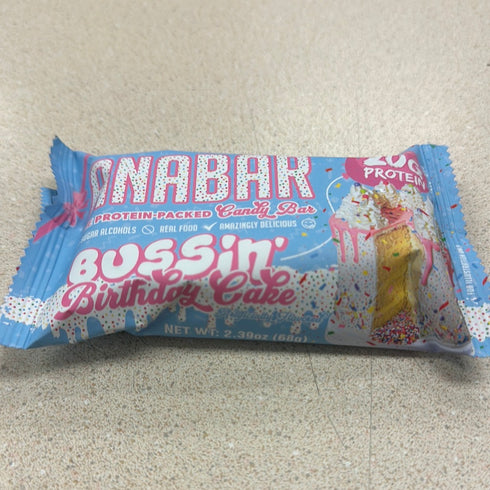 ANABAR
PROTEIN-PACKED Candy Bar
SUGAR ALCOHOLS REAL FOOD AMAZINGLY DELICIOUS
BUSSIN'
Birthday Cake
NET WT: 2.39oz (68g)
20G
PROTEIN